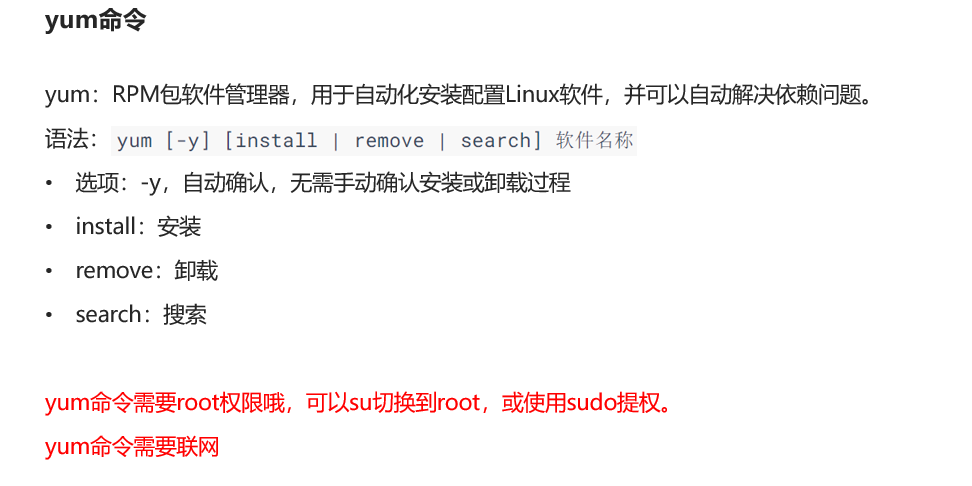 yum命令
yum：RPM包软件管理器，用于自动化安装配置Linux软件，并可以自动解决依赖问题。
语法：yum [-y] [install | remove | search] 软件名称
• 选项：-y，自动确认，无需手动确认安装或卸载过程
• install：安装
• remove：卸载
• search：搜索
yum命令需要root权限哦，可以su切换到root，或使用sudo提权。
yum命令需要联网